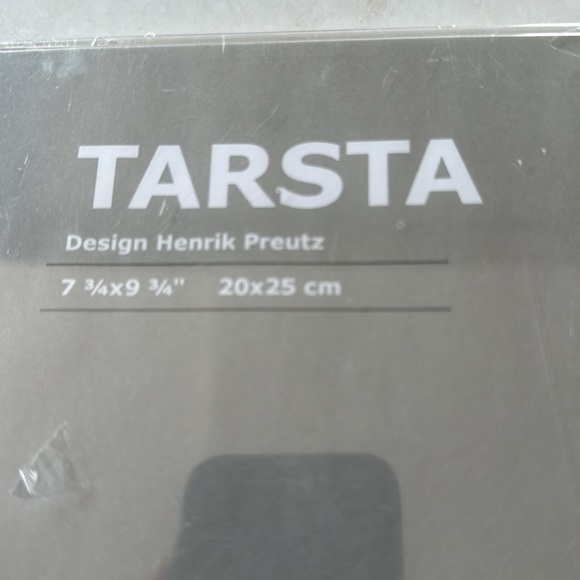 TARSTA
Design Henrik Preutz
7 ¾x9 ¾" 20x25 cm